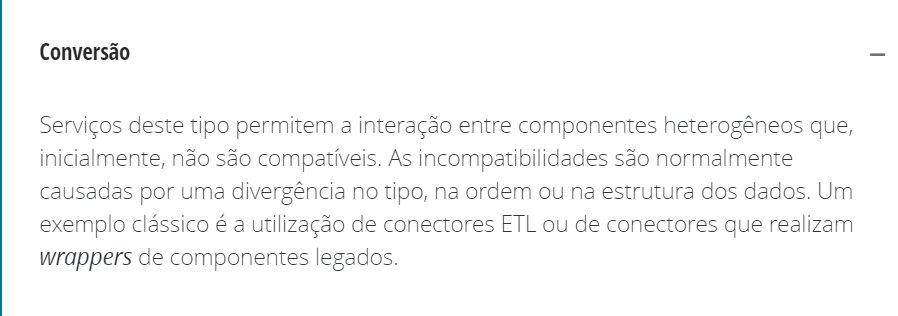 Conversão
Serviços deste tipo permitem a interação entre componentes heterogêneos que,
inicialmente, não são compatíveis. As incompatibilidades são normalmente
causadas por uma divergência no tipo, na ordem ou na estrutura dos dados. Um
exemplo clássico é a utilização de conectores ETL ou de conectores que realizam
wrappers de componentes legados.